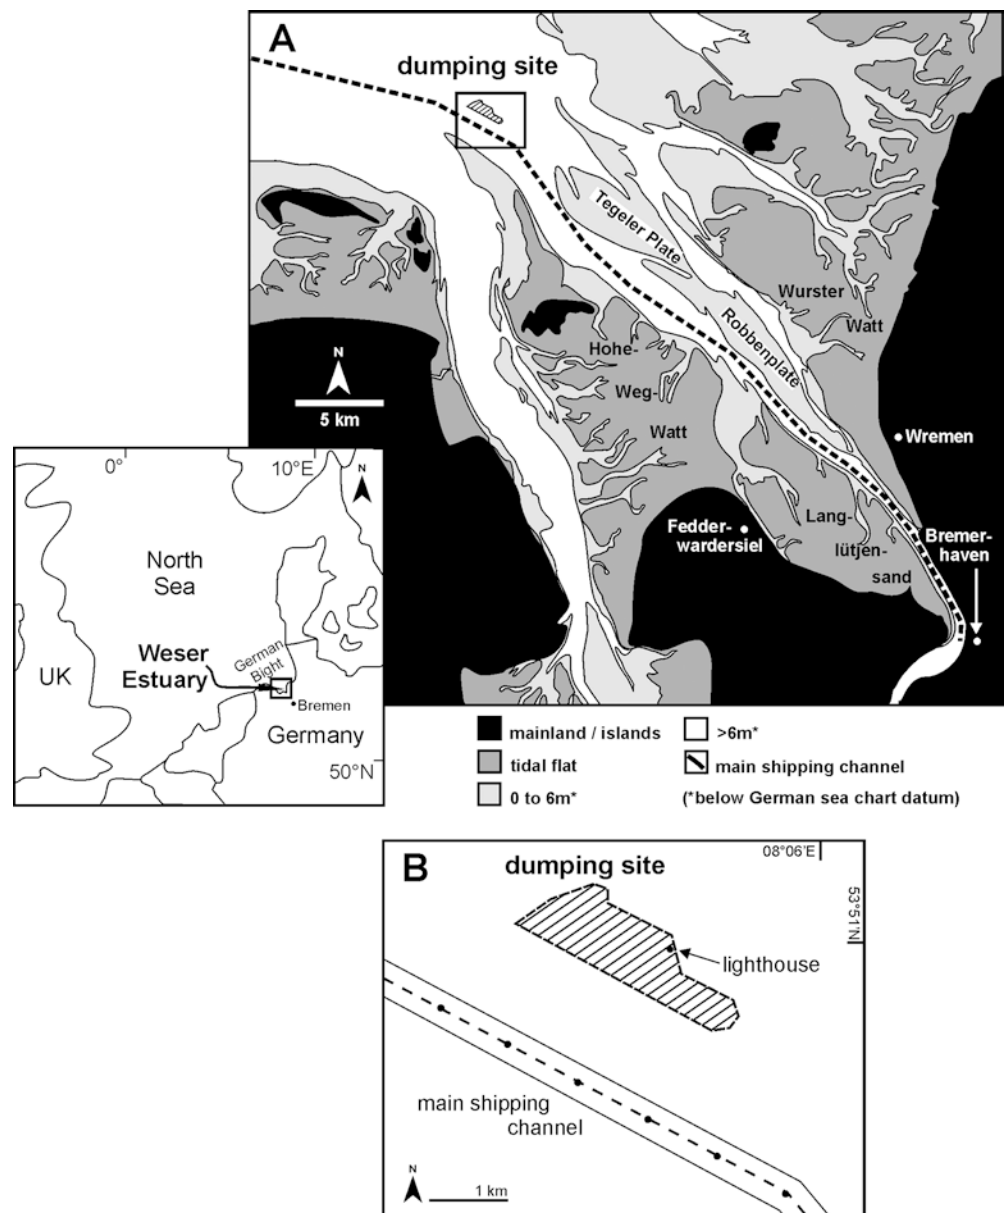 A
dumping site
Tegeler Plate
Wurster
Watt
Robbenplate
Hohe-
Weg-
Watt
N
5 km
Wremen
Fedder-
wardersiel
Lang-
lütjen-
sand
Bremer-
haven
0°
10°E
N
North
Sea
UK
Weser
Estuary
German
Bight
Bremen
Germany
50°N
mainland / islands
tidal flat
0 to 6m*
>6m*
main shipping channel
(*below German sea chart datum)
B
dumping site
08°06'E
53°51'N
lighthouse
main shipping
channel
N
1 km